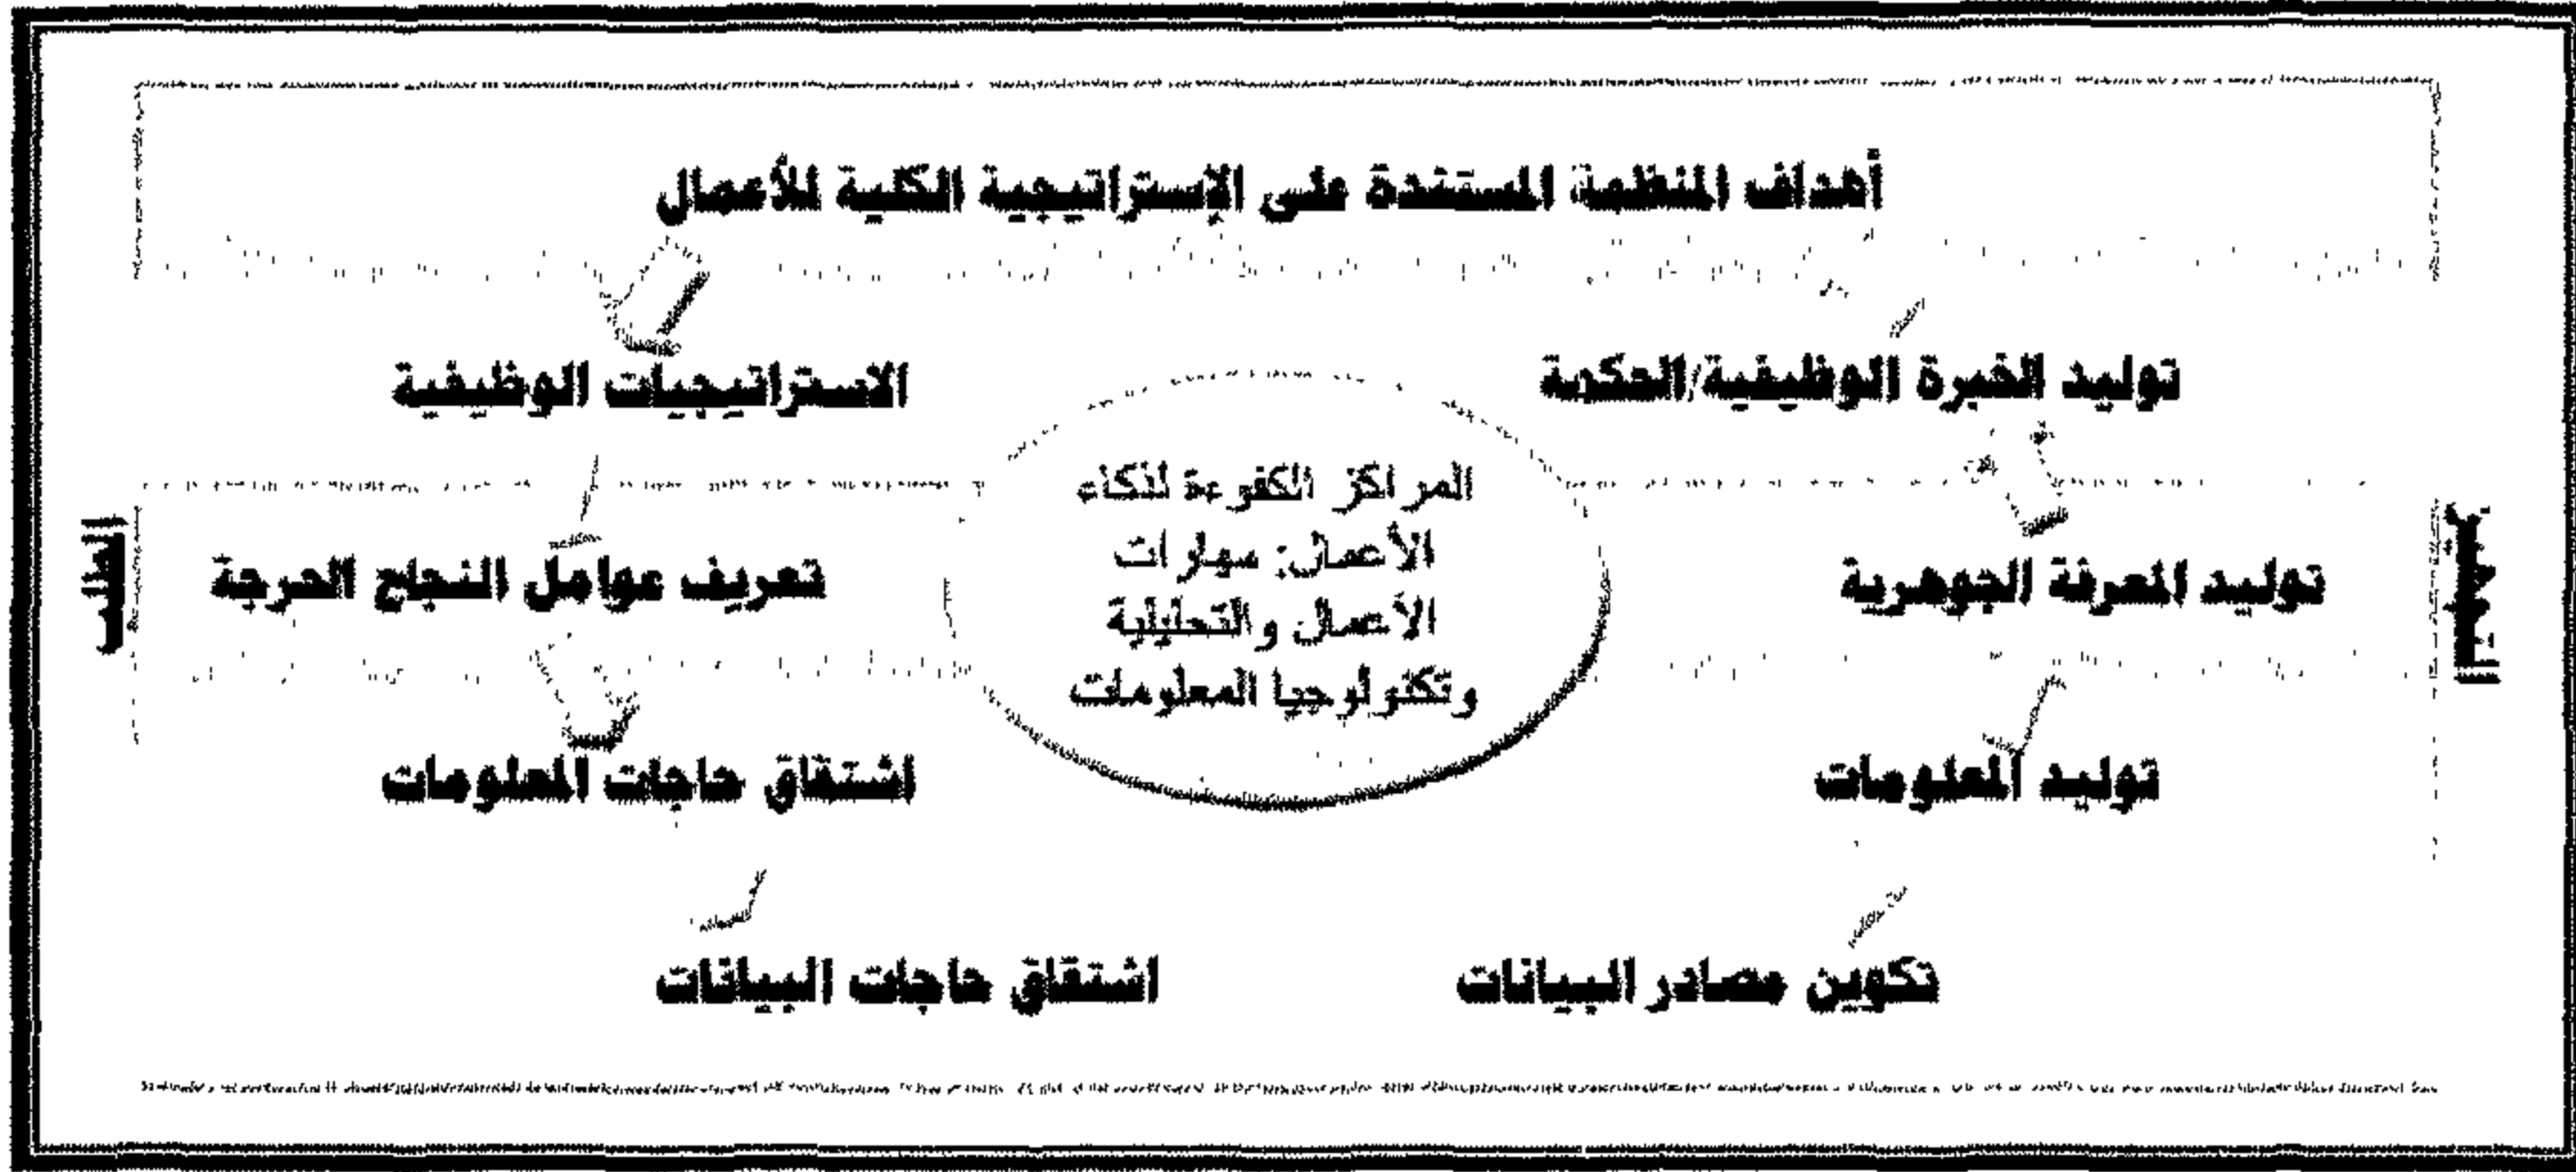 أهداف المنظمة المستندة على الإستراتيجية الكلية للأعمال
توليد الخبرة الوظيفية/الحكمة
الاستراتيجيات الوظيفية
المراكز الكفوءة لذكاء
الأعمال: مهارات
الأعمال والتحليلية
وتكنولوجيا المعلومات
توليد المعرفة الجوهرية
تعريف عوامل النجاح الحرجة
توليد المعلومات
اشتقاق حاجات المعلومات
تكوين مصادر البيانات
اشتقاق حاجات البيانات